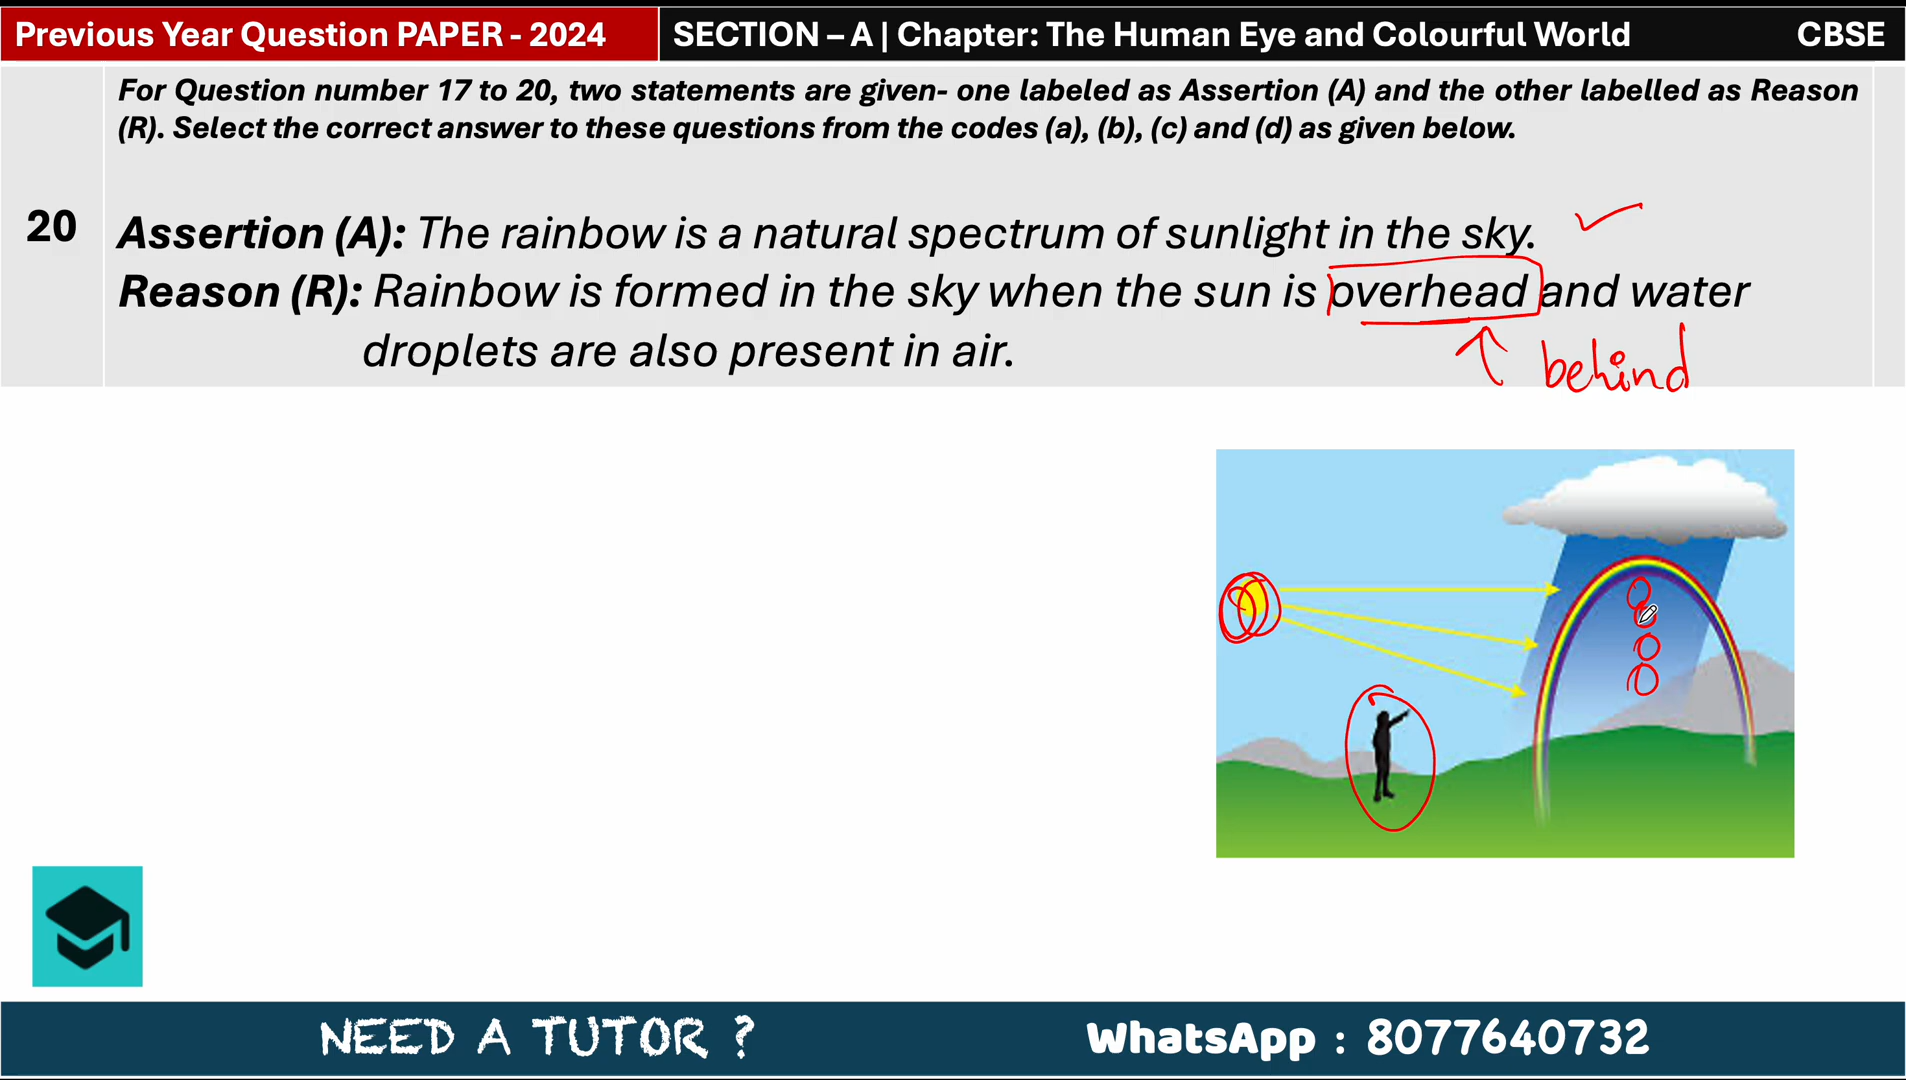 Previous Year Question PAPER - 2024
SECTION – A | Chapter: The Human Eye and Colourful World
CBSE
For Question number 17 to 20, two statements are given- one labeled as Assertion (A) and the other labelled as Reason
(R). Select the correct answer to these questions from the codes (a), (b), (c) and (d) as given below.
20
Assertion (A): The rainbow is a natural spectrum of sunlight in the sky.
Reason (R): Rainbow is formed in the sky when the sun is overhead and water
droplets are also present in air.
behind
NEED A TUTOR ?
WhatsApp : 8077640732